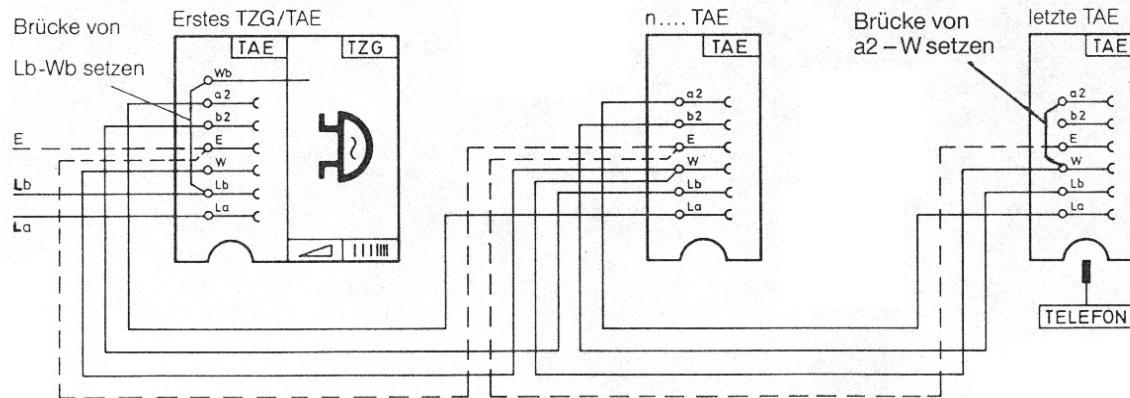 Brücke von
Lb-Wb setzen
Erstes TZG/TAE
TAE
TZG
Wb
a2
b2
E
W
Lb
La
E
Lb
La
n.... TAE
TAE
a2
b2
E
W
Lb
La
Brücke von
a2 – W setzen
letzte TAE
TAE
a2
b2
E
W
Lb
La
TELEFON